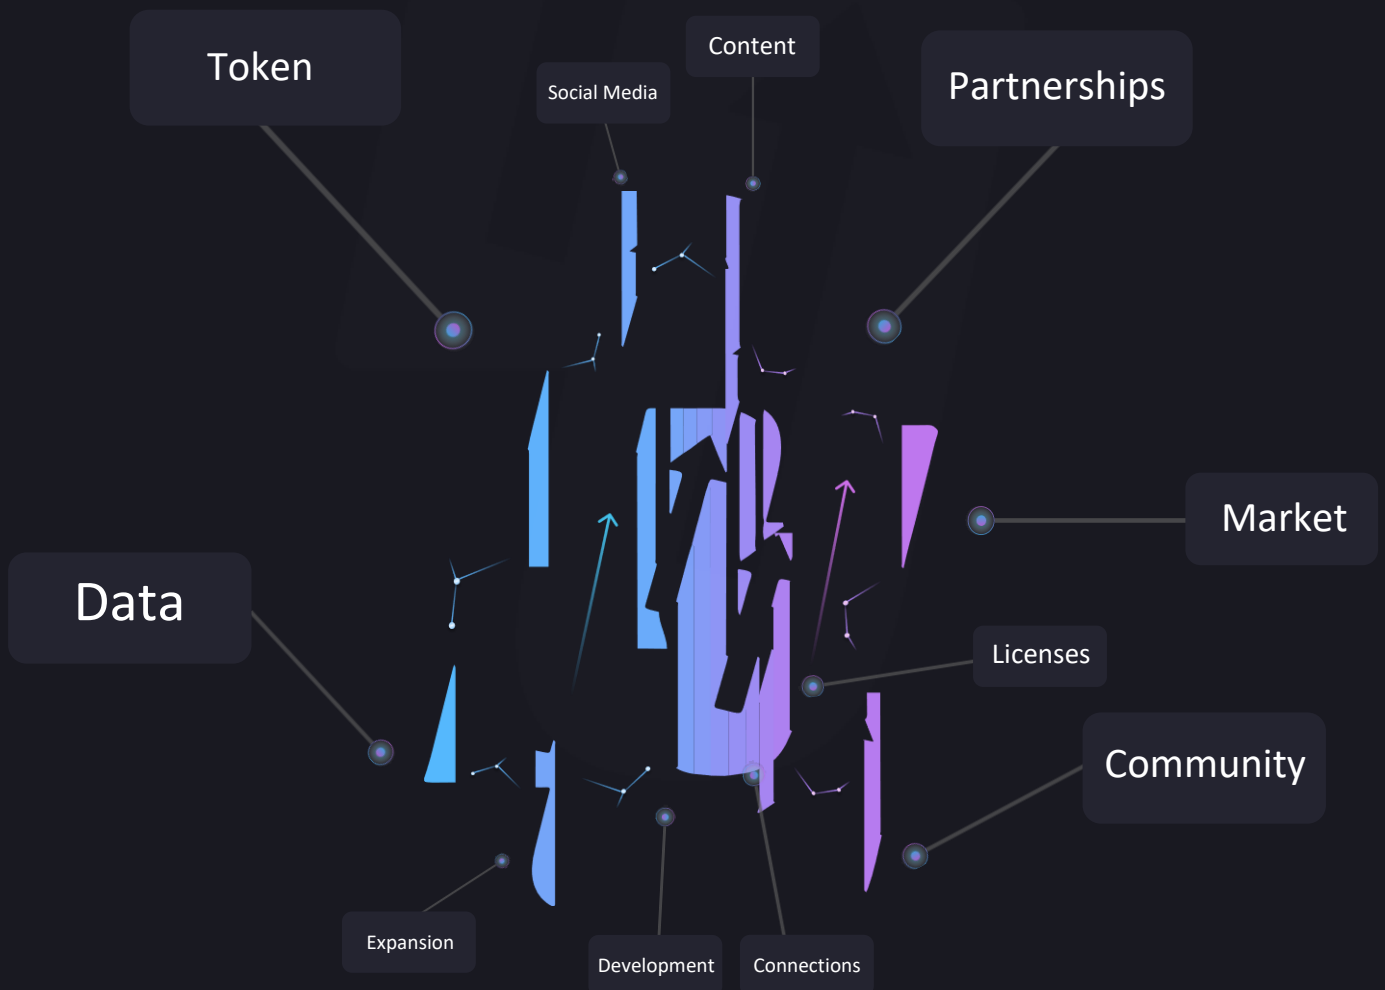 Content
Token
Partnerships
Social Media
Market
Data
Licenses
Community
Expansion
Development
Connections